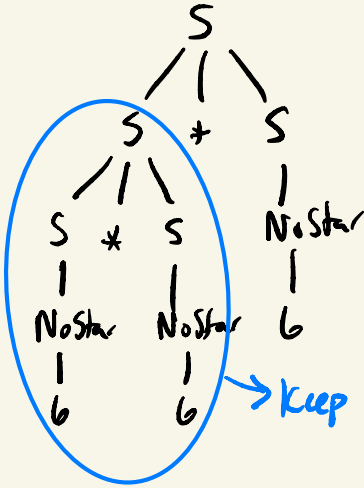 S
S * S
S * S NoStar
NoStar NoStar 6
6 6 Keep